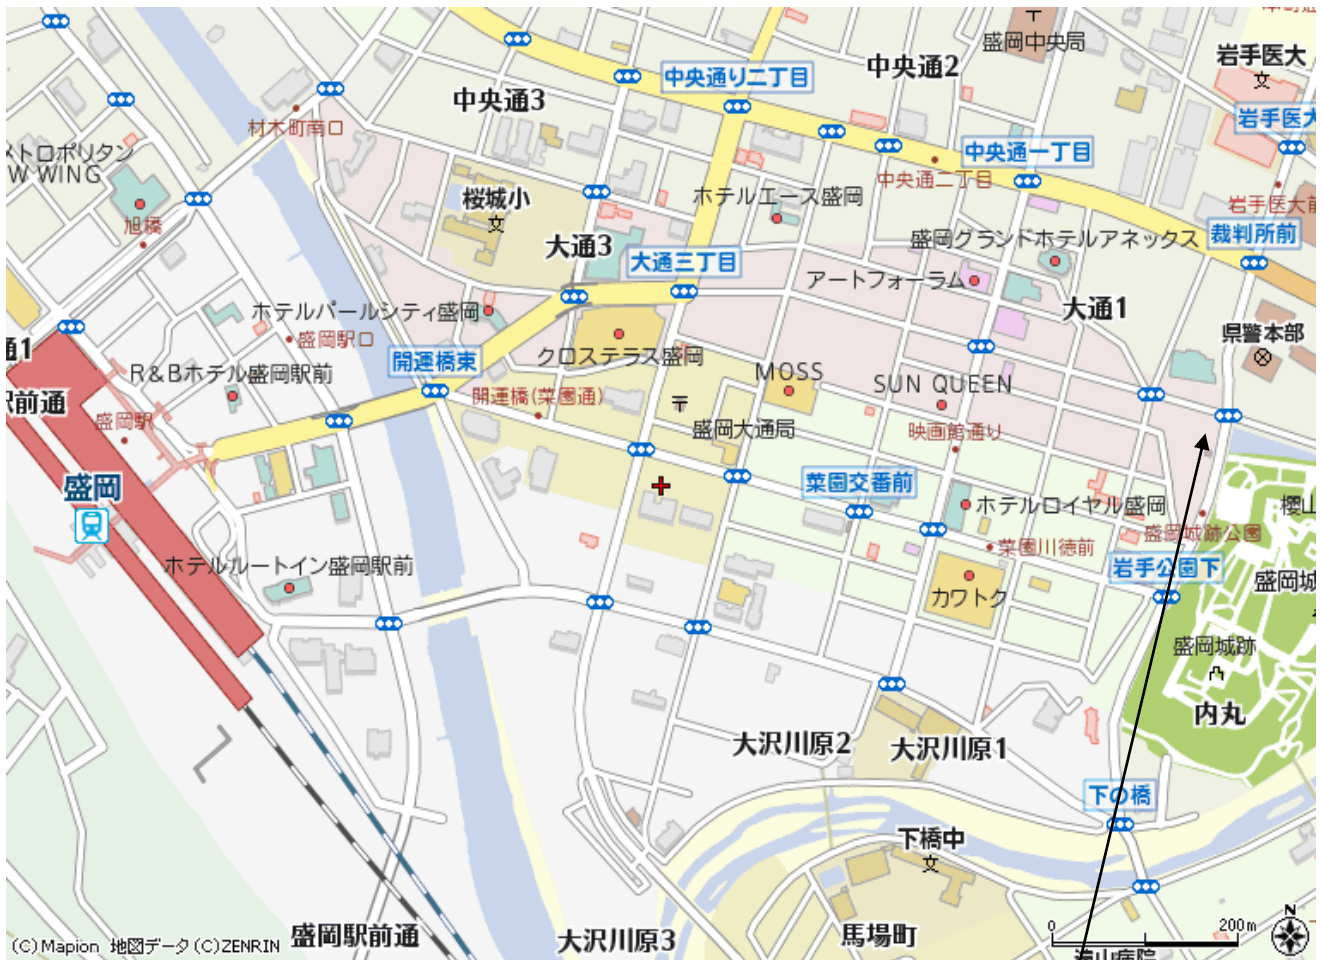 盛岡中央局
岩手医大
中央通2
中央通り二丁目
中央通3
岩手医大
材木町南口
メトロポリタン
W WING
中央通一丁目
中央通二丁目
桜城小
ホテルエース盛岡
岩手医大前
旭橋
裁判所前
盛岡グランドホテルアネックス
大通3
大通三丁目
アートフォーラム
ホテルパールシティ盛岡
大通1
盛岡駅口
県警本部
通1
クロステラス盛岡
開運橋東
R&Bホテル盛岡駅前
MOSS
SUN QUEEN
駅前通
開運橋(菜園通)
盛岡駅
盛岡大通局
映画館通り
盛岡
菜園交番前
ホテルロイヤル盛岡
櫻山
盛岡城跡公園
菜園川徳前
ホテルルートイン盛岡駅前
岩手公園下
盛岡城
カワトク
盛岡城跡
内丸
大沢川原2
大沢川原1
下の橋
下橋中
盛岡駅前通
大沢川原3
馬場町
N
0
200m
(C)Mapion 地図データ(C)ZENRIN